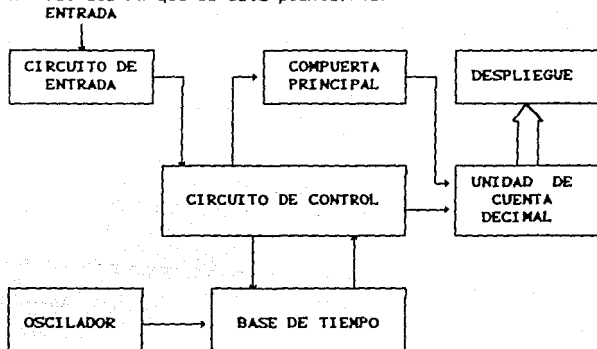 ENTRADA
CIRCUITO DE
ENTRADA
COMPUERTA
PRINCIPAL
DESPLIEGUE
CIRCUITO DE CONTROL
UNIDAD DE
CUENTA
DECIMAL
OSCILADOR
BASE DE TIEMPO